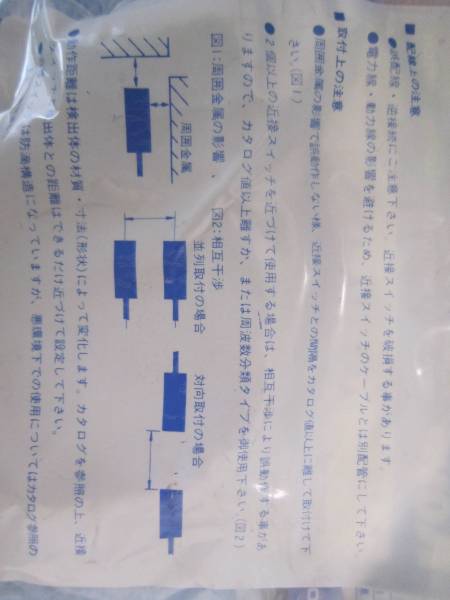 ■ 配線上の注意
● 誤配線・逆接続にご注意下さい。近接スイッチを破損する事があります。
● 電力線・動力線の影響を避けるため、近接スイッチのケーブルとは別配管にして下さい。
■ 取付上の注意
● 周囲金属の影響で誤動作しない様、近接スイッチとの間隔をカタログ値以上に離して取付けて下
さい。(図1)
● 2個以上の近接スイッチを近づけて使用する場合は、相互干渉により誤動作する事があ
りますので、カタログ値以上離すか、または周波数分類タイプを御使用下さい。(図2)
図1:周囲金属の影響
周囲金属
図2:相互干渉
並列取付の場合
対向取付の場合
動作距離は検出体の材質・寸法(形状)によって変化します。カタログを参照の上、近接
出体との距離はできるだけ近づけて設定して下さい。
は防滴構造になっていますが、悪環境下での使用についてはカタログ参照の